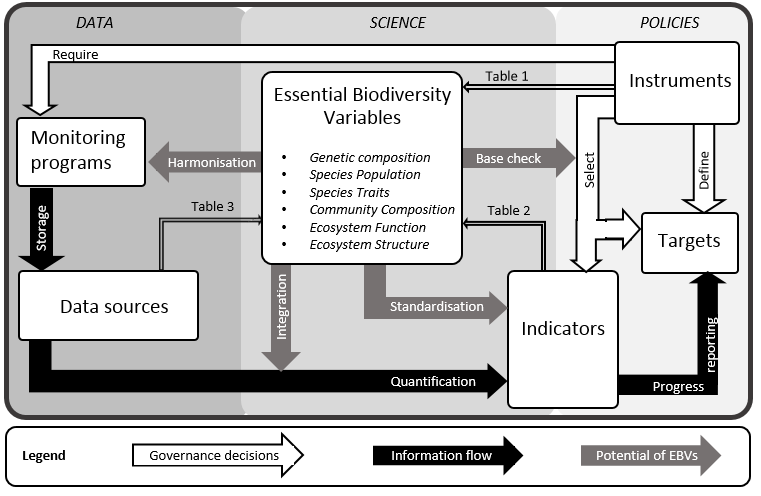 DATA
SCIENCE
POLICIES
Require
Instruments
Table 1
Essential Biodiversity
Variables
• Genetic composition
• Species Population
• Species Traits
• Community Composition
• Ecosystem Function
• Ecosystem Structure
Monitoring
programs
Harmonisation
Base check
Select
Define
Storage
Table 3
Table 2
Targets
Data sources
Integration
Standardisation
Indicators
Quantification
Progress
reporting
Legend
Governance decisions
Information flow
Potential of EBVs